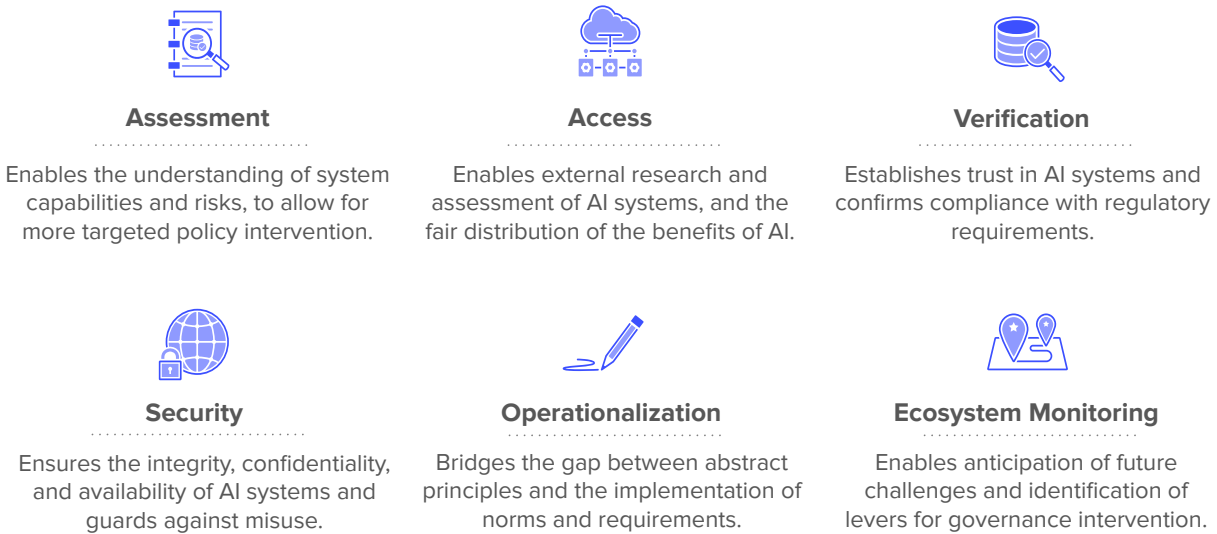 Assessment
Enables the understanding of system
capabilities and risks, to allow for
more targeted policy intervention.
Access
Enables external research and
assessment of AI systems, and the
fair distribution of the benefits of AI.
Verification
Establishes trust in AI systems and
confirms compliance with regulatory
requirements.
Security
Ensures the integrity, confidentiality,
and availability of AI systems and
guards against misuse.
Operationalization
Bridges the gap between abstract
principles and the implementation of
norms and requirements.
Ecosystem Monitoring
Enables anticipation of future
challenges and identification of
levers for governance intervention.